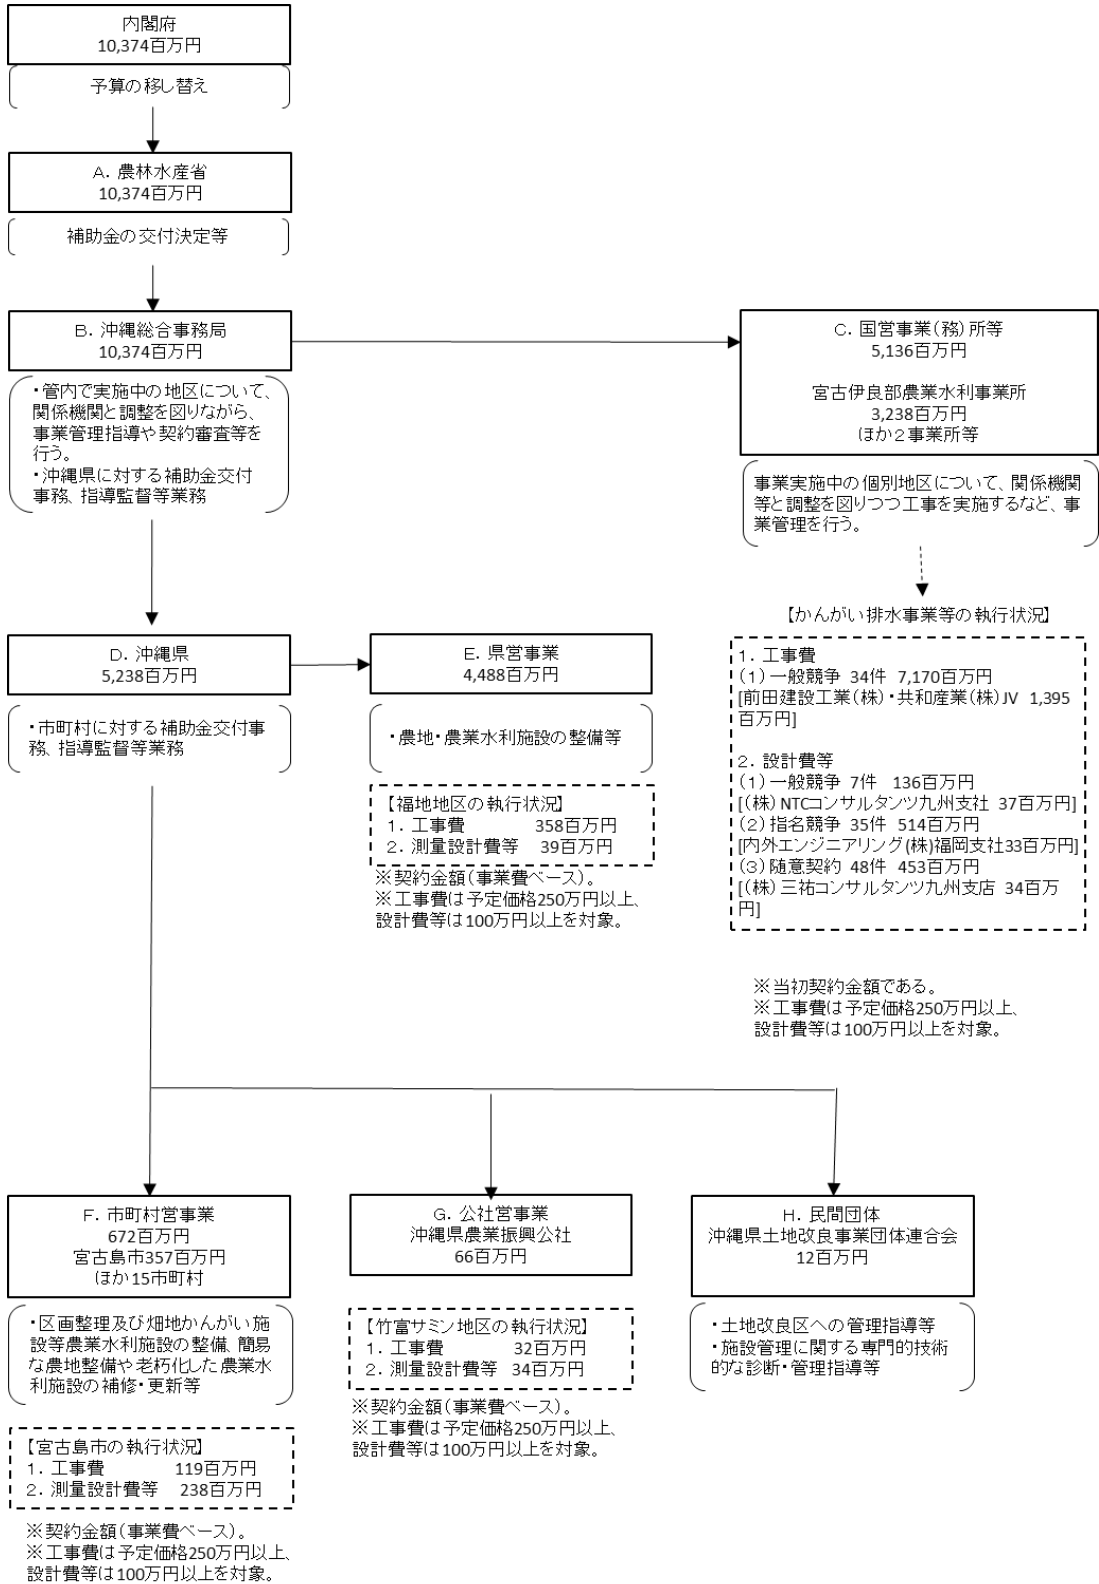 内閣府
10,374百万円
予算の移し替え
A．農林水産省
10,374百万円
補助金の交付決定等
B．沖縄総合事務局
10,374百万円
・管内で実施中の地区について、
関係機関と調整を図りながら、
事業管理指導や契約審査等を
行う。
・沖縄県に対する補助金交付
事務、指導監督等業務
C．国営事業（務）所等
5,136百万円
宮古伊良部農業水利事業所
3,238百万円
ほか２事業所等
事業実施中の個別地区について、関係機関
等と調整を図りつつ工事を実施するなど、事
業管理を行う。
【かんがい排水事業等の執行状況】
１．工事費
（１）一般競争 34件 7,170百万円
[前田建設工業（株）・共和産業（株）JV 1,395
百万円]
２．設計費等
（１）一般競争 7件 136百万円
[（株）NTCコンサルタンツ九州支社 37百万円]
（２）指名競争 35件 514百万円
[内外エンジニアリング(株)福岡支社33百万円]
（３）随意契約 48件 453百万円
[（株）三祐コンサルタンツ九州支店 34百万
円]
※当初契約金額である。
※工事費は予定価格250万円以上、
設計費等は100万円以上を対象。
D．沖縄県
5,238百万円
・市町村に対する補助金交付事
務、指導監督等業務
E．県営事業
4,488百万円
・農地・農業水利施設の整備等
【福地地区の執行状況】
１．工事費 358百万円
２．測量設計費等 39百万円
※契約金額（事業費ベース）。
※工事費は予定価格250万円以上、
設計費等は100万円以上を対象。
F．市町村営事業
672百万円
宮古島市357百万円
ほか15市町村
・区画整理及び畑地かんがい施
設等農業水利施設の整備、簡易
な農地整備や老朽化した農業水
利施設の補修・更新等
【宮古島市の執行状況】
１．工事費 119百万円
２．測量設計費等 238百万円
※契約金額（事業費ベース）。
※工事費は予定価格250万円以上、
設計費等は100万円以上を対象。
G．公社営事業
沖縄県農業振興公社
66百万円
【竹富サミン地区の執行状況】
１．工事費 32百万円
２．測量設計費等 34百万円
※契約金額（事業費ベース）。
※工事費は予定価格250万円以上、
設計費等は100万円以上を対象。
H．民間団体
沖縄県土地改良事業団体連合会
12百万円
・土地改良区への管理指導等
・施設管理に関する専門的技術
的な診断・管理指導等